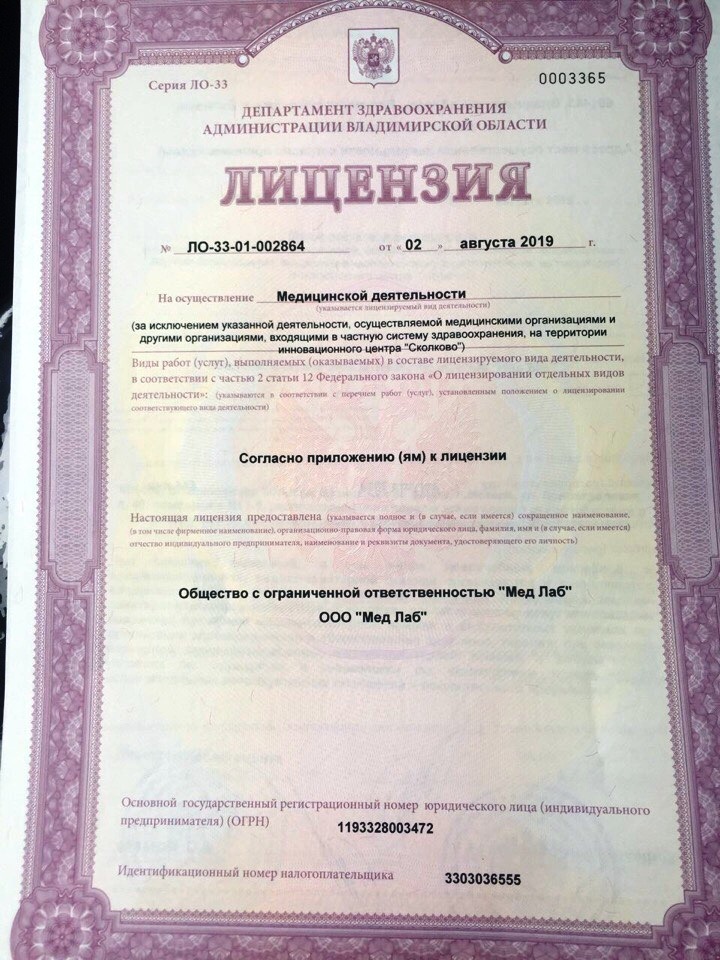 Серия ЛО-33
0003365
ДЕПАРТАМЕНТ ЗДРАВООХРАНЕНИЯ
АДМИНИСТРАЦИИ ВЛАДИМИРСКОЙ ОБЛАСТИ
ЛИЦЕНЗИЯ
№ ЛО-33-01-002864 от «02» августа 2019 г.
На осуществление Медицинской деятельности
(указывается лицензируемый вид деятельности)
(за исключением указанной деятельности, осуществляемой медицинскими организациями и
другими организациями, входящими в частную систему здравоохранения, на территории
инновационного центра "Сколково")
Виды работ (услуг), выполняемых (оказываемых) в составе лицензируемого вида деятельности,
в соответствии с частью 2 статьи 12 Федерального закона «О лицензировании отдельных видов
деятельности»: (указываются в соответствии с перечнем работ (услуг), установленным положением о лицензировании
соответствующего вида деятельности)
Согласно приложению (ям) к лицензии
Настоящая лицензия предоставлена (указывается полное и (в случае, если имеется) сокращенное наименование,
(в том числе фирменное наименование), организационно-правовая форма юридического лица, фамилия, имя и (в случае, если имеется)
отчество индивидуального предпринимателя, наименование и реквизиты документа, удостоверяющего его личность)
Общество с ограниченной ответственностью "Мед Лаб"
ООО "Мед Лаб"
Основной государственный регистрационный номер юридического лица (индивидуального
предпринимателя) (ОГРН) 1193328003472
Идентификационный номер налогоплательщика 3303036555